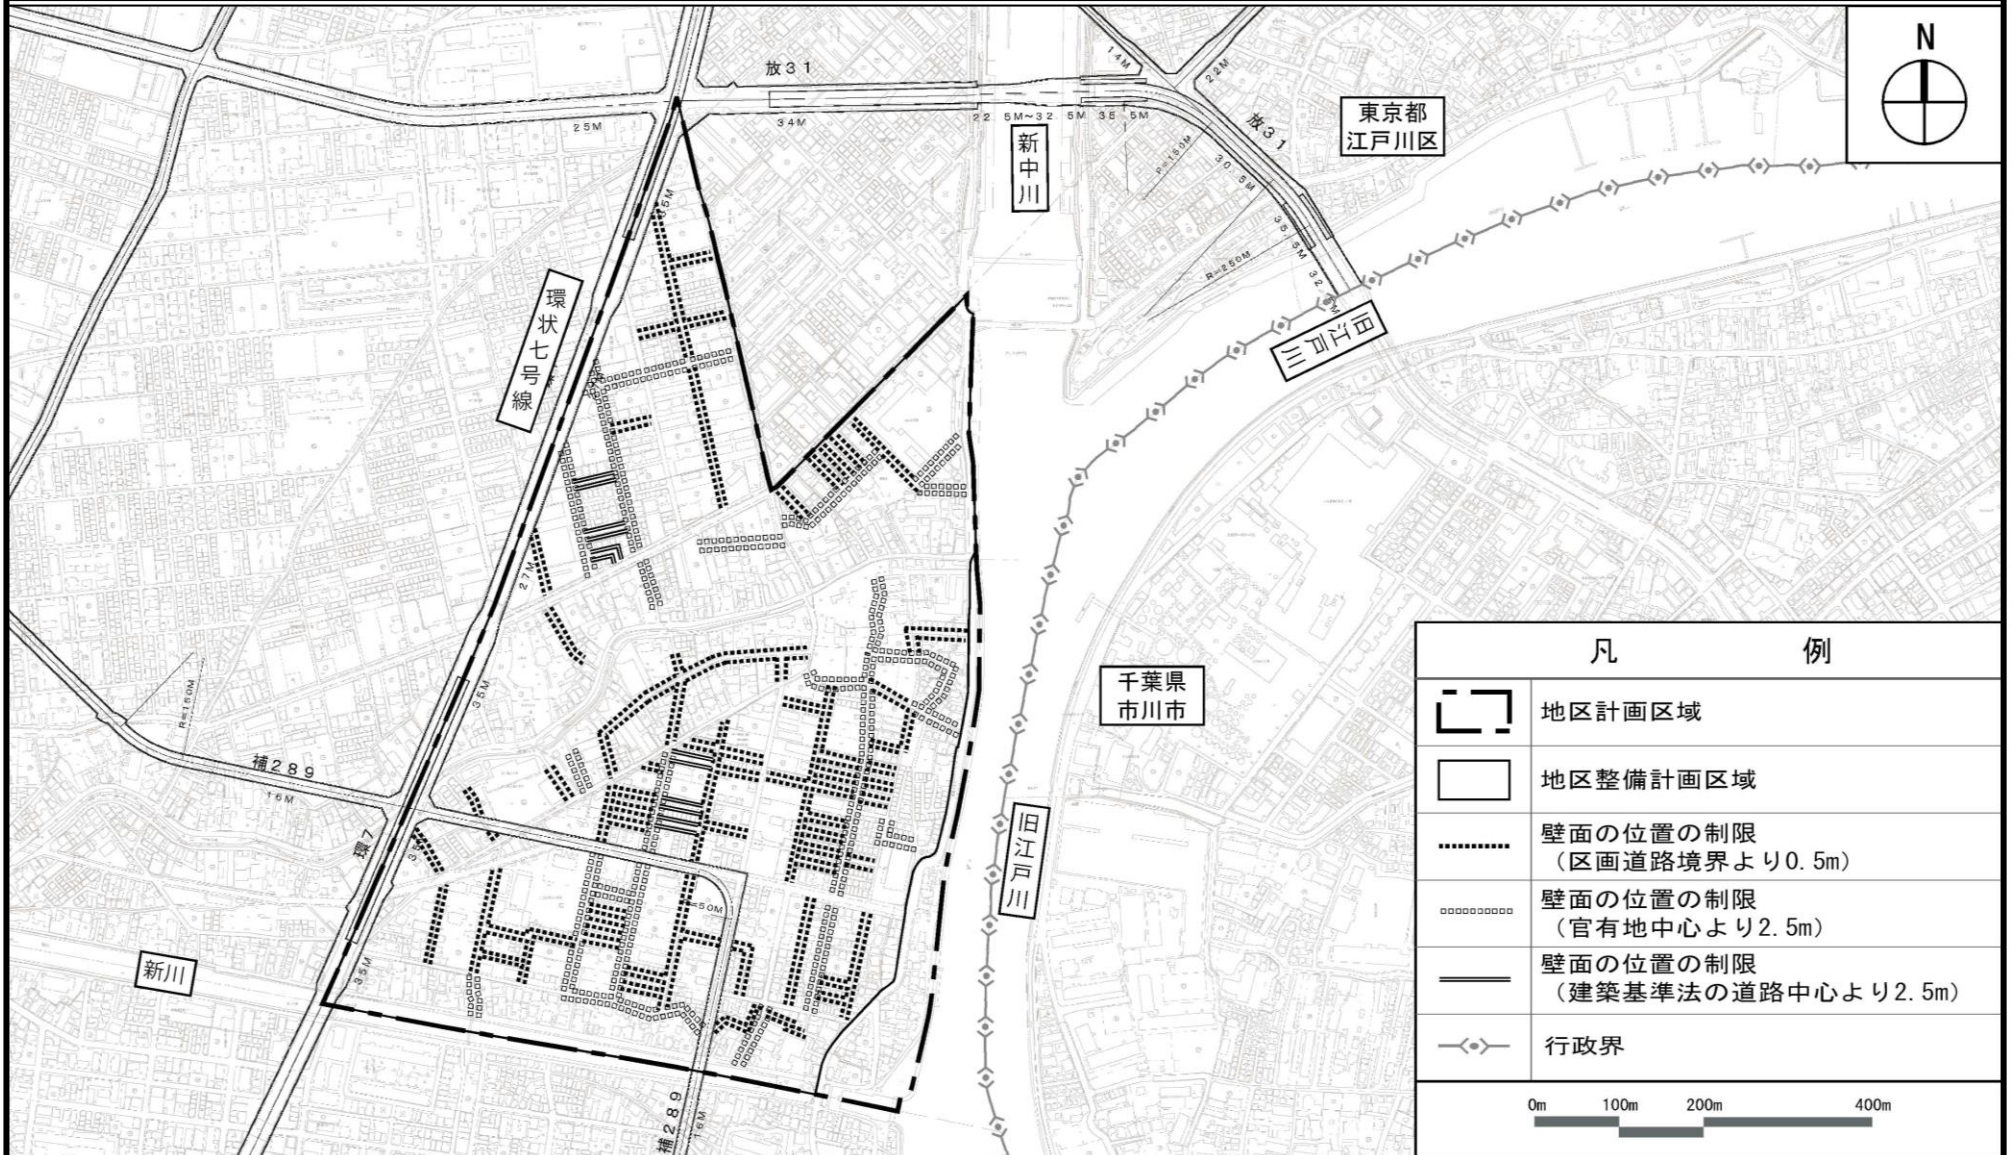 N
放31
14M
22M
東京都
江戸川区
25M
34M
22.5M~32.5M
35.5M
放31
新中川
R=150M
30.5M
35M
35.5M
R=250M
環状七号線
旧江戸川
27M
35M
R=150M
千葉県
市川市
補289
16M
環7
旧江戸川
新川
35M
補289
16M
凡例
地区計画区域
地区整備計画区域
壁面の位置の制限
(区画道路境界より0.5m)
壁面の位置の制限
(官有地中心より2.5m)
壁面の位置の制限
(建築基準法の道路中心より2.5m)
行政界
0m 100m 200m 400m